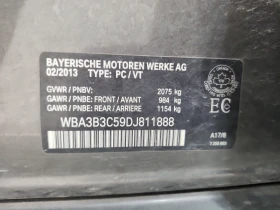 BAYERISCHE MOTOREN WERKE AG
02/2013 TYPE: PC / VT
GVWR / PNBV: 2075 kg
GAWR / PNBE: FRONT / AVANT 984 kg
GAWR / PNBE: REAR / ARRIERE 1154 kg
WBA3B3C59DJ811888
EC